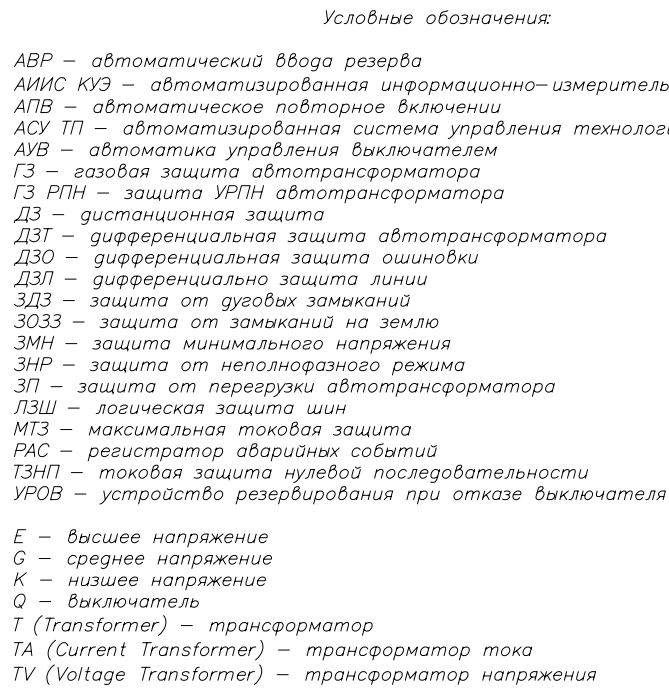 Условные обозначения:
АВР – автоматический ввода резерва
АИИС КУЭ – автоматизированная информационно–измеритель
АПВ – автоматическое повторное включении
АСУ ТП – автоматизированная система управления технолог
АУВ – автоматика управления выключателем
ГЗ – газовая защита автотрансформатора
ГЗ РПН – защита УРПН автотрансформатора
ДЗ – дистанционная защита
ДЗТ – дифференциальная защита автотрансформатора
ДЗО – дифференциальная защита ошиновки
ДЗЛ – дифференциально защита линии
ЗДЗ – защита от дуговых замыканий
ЗОЗЗ – защита от замыканий на землю
ЗМН – защита минимального напряжения
ЗНР – защита от неполнофазного режима
ЗП – защита от перегрузки автотрансформатора
ЛЗШ – логическая защита шин
МТЗ – максимальная токовая защита
РАС – регистратор аварийных событий
ТЗНП – токовая защита нулевой последовательности
УРОВ – устройство резервирования при отказе выключателя
E – высшее напряжение
G – среднее напряжение
K – низшее напряжение
Q – выключатель
T (Transformer) – трансформатор
TA (Current Transformer) – трансформатор тока
TV (Voltage Transformer) – трансформатор напряжения